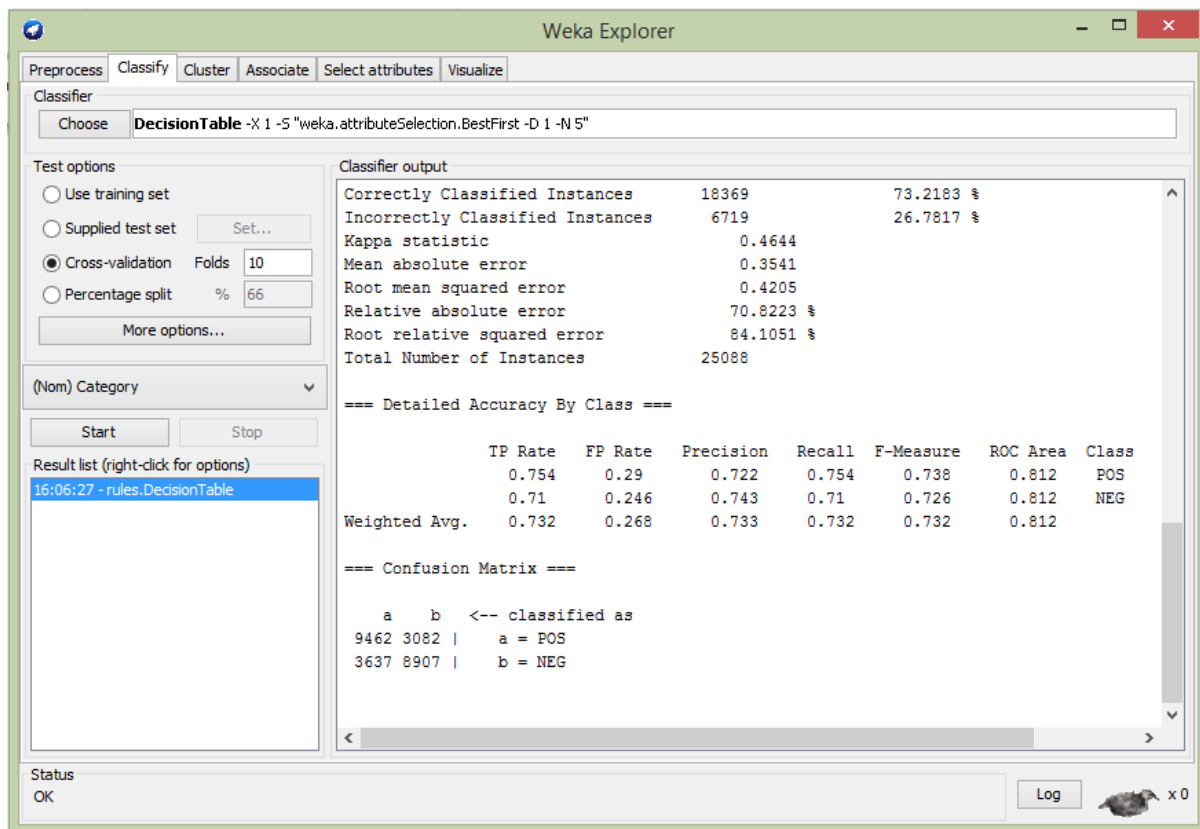 Weka Explorer
Preprocess Classify Cluster Associate Select attributes Visualize
Classifier
Choose DecisionTable -X 1 -S "weka.attributeSelection.BestFirst -D 1 -N 5"
Test options
Use training set
Supplied test set Set...
Cross-validation Folds 10
Percentage split % 66
More options...
(Nom) Category
Start Stop
Result list (right-click for options)
16:06:27 - rules.DecisionTable
Classifier output
Correctly Classified Instances 18369 73.2183 %
Incorrectly Classified Instances 6719 26.7817 %
Kappa statistic 0.4644
Mean absolute error 0.3541
Root mean squared error 0.4205
Relative absolute error 70.8223 %
Root relative squared error 84.1051 %
Total Number of Instances 25088
=== Detailed Accuracy By Class ===
TP Rate FP Rate Precision Recall F-Measure ROC Area Class
0.754 0.29 0.722 0.754 0.738 0.812 POS
0.71 0.246 0.743 0.71 0.726 0.812 NEG
Weighted Avg. 0.732 0.268 0.733 0.732 0.732 0.812
=== Confusion Matrix ===
a b <-- classified as
9462 3082 | a = POS
3637 8907 | b = NEG
Status
OK
Log
x 0